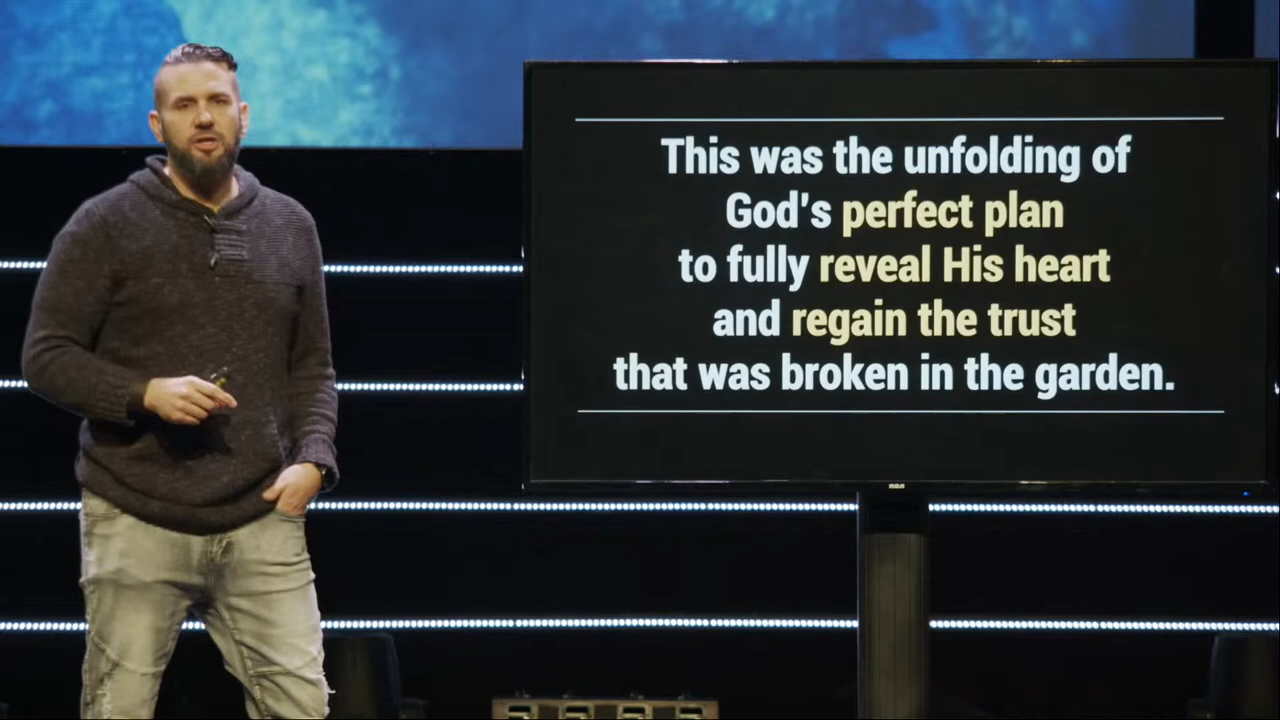 This was the unfolding of
God's perfect plan
to fully reveal His heart
and regain the trust
that was broken in the garden.
RCA